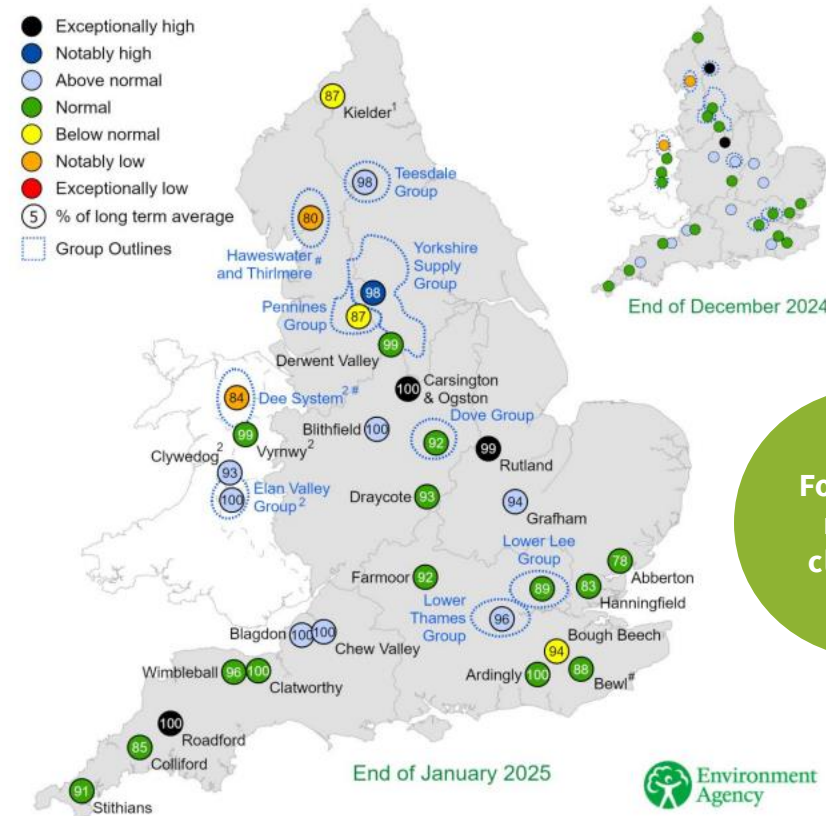 Exceptionally high
Notably high
Above normal
Normal
Below normal
Notably low
Exceptionally low
5 % of long term average
Group Outlines
87
Kielder¹
98
Teesdale
Group
80
Haweswater
and Thirlmere #
Yorkshire
Supply
Group
98
Pennines
Group
87
99
Derwent Valley
100
Carsington
& Ogston
84
Dee System² #
Dove Group
Blithfield
100
92
99
Vyrnwy²
99
Rutland
Clywedog²
93
100
Elan Valley
Group²
Draycote
93
94
Grafham
Lower Lee
Group
78
Abberton
Farmoor
92
89
83
Hanningfield
Lower
Thames
Group
96
Blagdon
100
100
Chew Valley
Bough Beech
94
Wimbleball
96
100
Clatworthy
Ardingly
100
88
Bewl#
100
Roadford
85
Colliford
91
Stithians
End of January 2025
End of December 2024
Environment
Agency